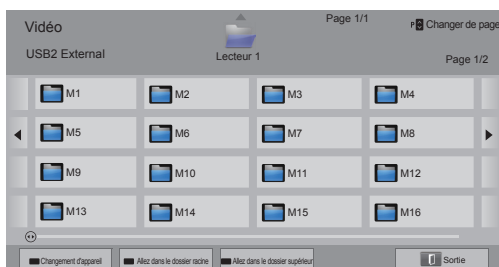 Vidéo
Page 1/1
P Changer de page
USB2 External
Lecteur 1
Page 1/2
M1 M2 M3 M4
M5 M6 M7 M8
M9 M10 M11 M12
M13 M14 M15 M16
Changement d'appareil Allez dans le dossier racine Allez dans le dossier supérieur Sortie